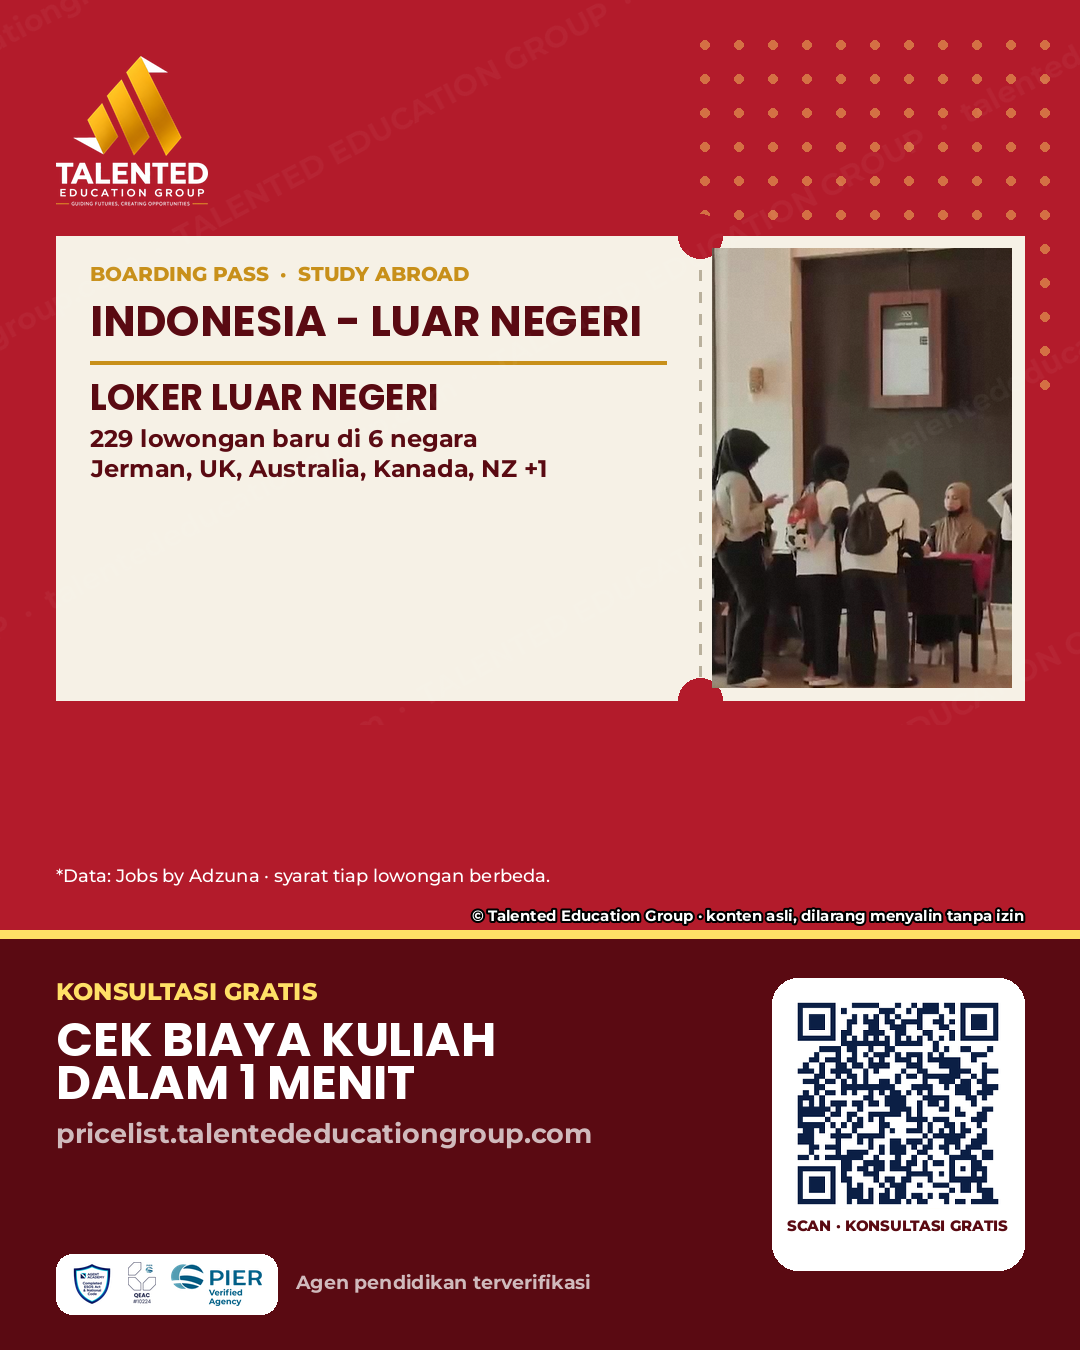 TALENTED
EDUCATION GROUP
GUIDING FUTURES, CREATING OPPORTUNITIES
BOARDING PASS · STUDY ABROAD
INDONESIA - LUAR NEGERI
LOKER LUAR NEGERI
229 lowongan baru di 6 negara
Jerman, UK, Australia, Kanada, NZ +1
*Data: Jobs by Adzuna · syarat tiap lowongan berbeda.
© Talented Education Group · konten asli, dilarang menyalin tanpa izin
KONSULTASI GRATIS
CEK BIAYA KULIAH
DALAM 1 MENIT
pricelist.talentededucationgroup.com
SCAN · KONSULTASI GRATIS
QEAC
#10224
PIER
Verified
Agency
Agen pendidikan terverifikasi